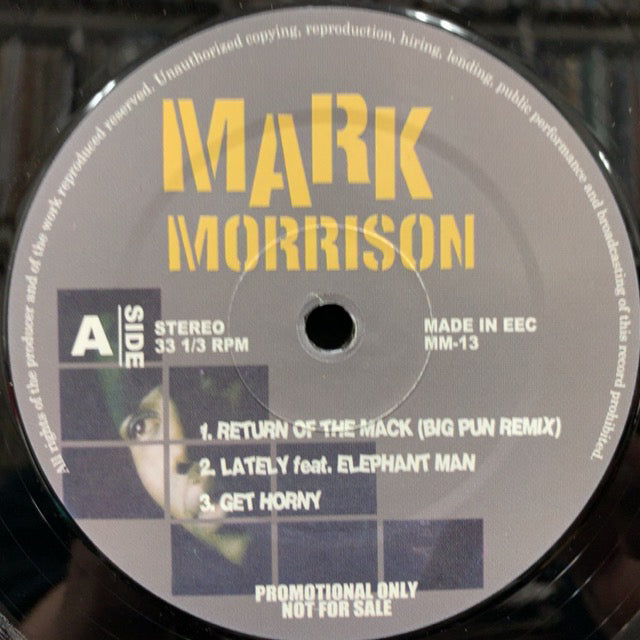 All rights of the producer and of the work reproduced reserved. Unauthorized copying, reproduction, hiring, lending, public performance and broadcasting of this record prohibited.
MARK
MORRISON
A SIDE
STEREO
33 1/3 RPM
MADE IN EEC
MM-13
1. RETURN OF THE MACK (BIG PUN REMIX)
2. LATELY feat. ELEPHANT MAN
3. GET HORNY
PROMOTIONAL ONLY
NOT FOR SALE